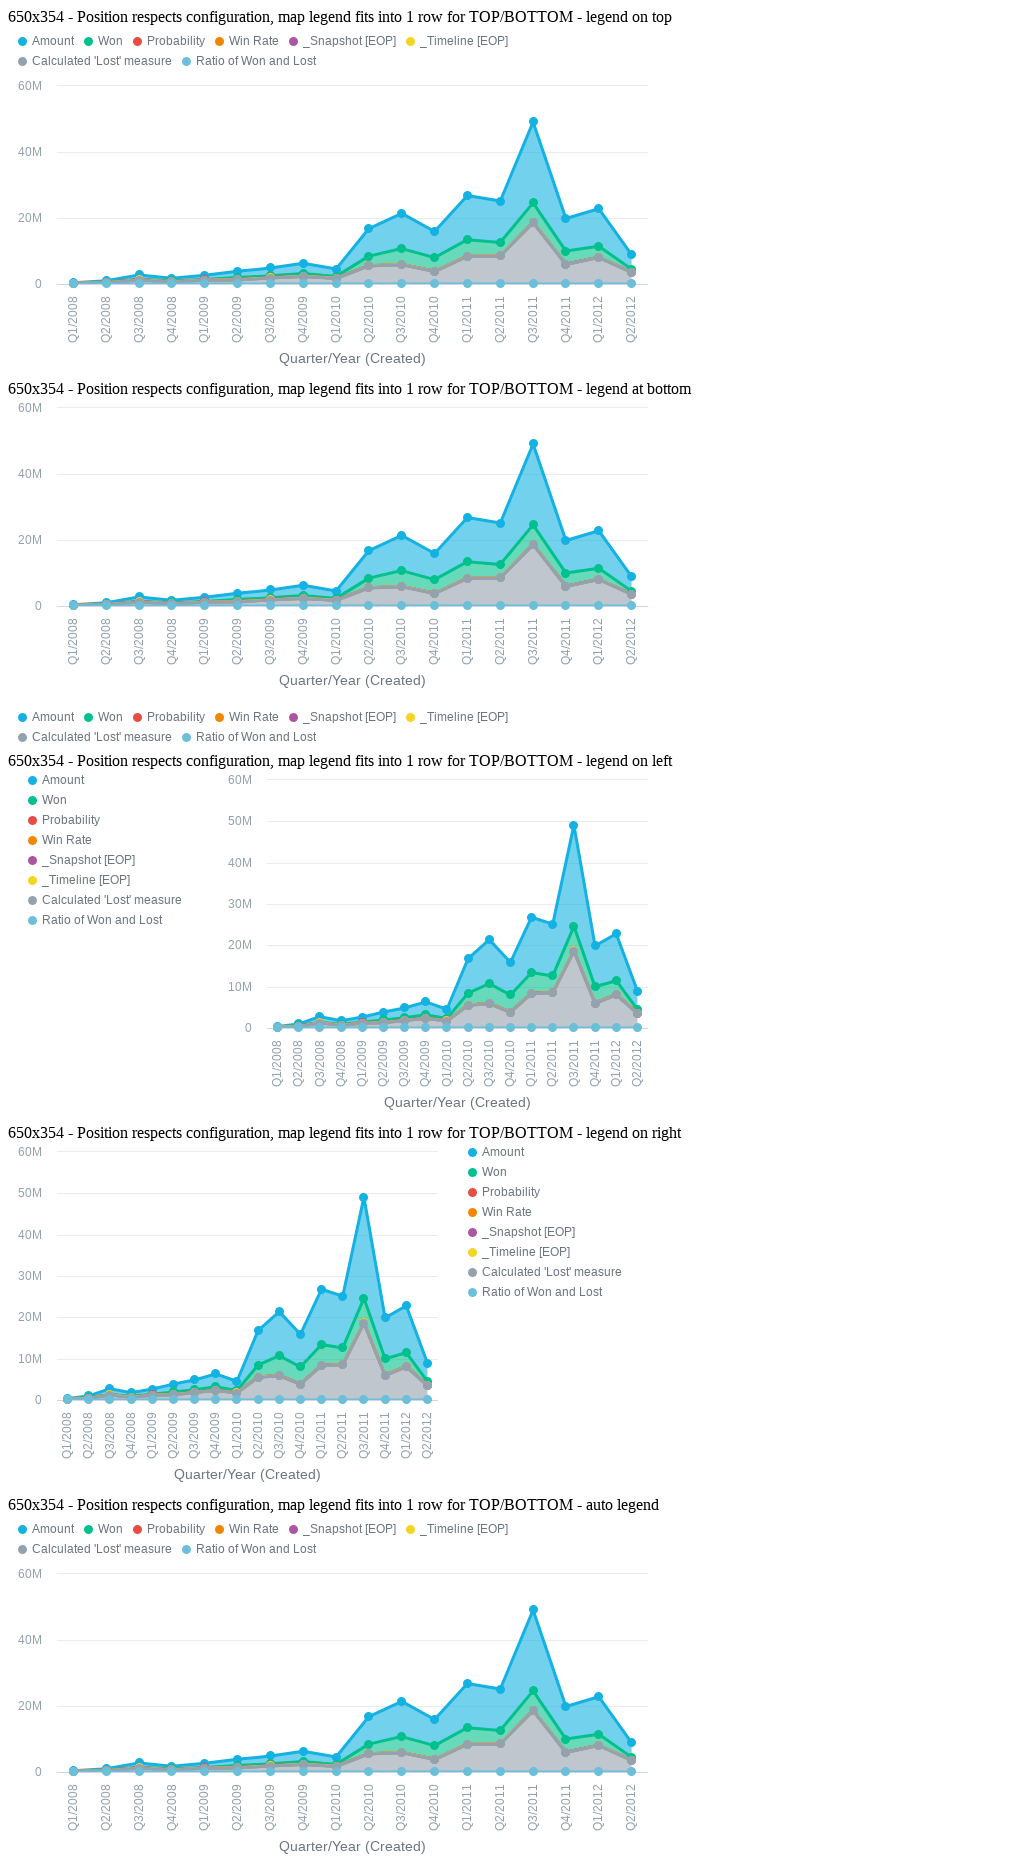 650x354 - Position respects configuration, map legend fits into 1 row for TOP/BOTTOM - legend on top
Amount Won Probability Win Rate _Snapshot [EOP] _Timeline [EOP]
Calculated 'Lost' measure Ratio of Won and Lost
60M
40M
20M
0
Q1/2008 Q2/2008 Q3/2008 Q4/2008 Q1/2009 Q2/2009 Q3/2009 Q4/2009 Q1/2010 Q2/2010 Q3/2010 Q4/2010 Q1/2011 Q2/2011 Q3/2011 Q4/2011 Q1/2012 Q2/2012
Quarter/Year (Created)
650x354 - Position respects configuration, map legend fits into 1 row for TOP/BOTTOM - legend at bottom
60M
40M
20M
0
Q1/2008 Q2/2008 Q3/2008 Q4/2008 Q1/2009 Q2/2009 Q3/2009 Q4/2009 Q1/2010 Q2/2010 Q3/2010 Q4/2010 Q1/2011 Q2/2011 Q3/2011 Q4/2011 Q1/2012 Q2/2012
Quarter/Year (Created)
Amount Won Probability Win Rate _Snapshot [EOP] _Timeline [EOP]
Calculated 'Lost' measure Ratio of Won and Lost
650x354 - Position respects configuration, map legend fits into 1 row for TOP/BOTTOM - legend on left
Amount
Won
Probability
Win Rate
_Snapshot [EOP]
_Timeline [EOP]
Calculated 'Lost' measure
Ratio of Won and Lost
60M
50M
40M
30M
20M
10M
0
Q1/2008 Q2/2008 Q3/2008 Q4/2008 Q1/2009 Q2/2009 Q3/2009 Q4/2009 Q1/2010 Q2/2010 Q3/2010 Q4/2010 Q1/2011 Q2/2011 Q3/2011 Q4/2011 Q1/2012 Q2/2012
Quarter/Year (Created)
650x354 - Position respects configuration, map legend fits into 1 row for TOP/BOTTOM - legend on right
60M
50M
40M
30M
20M
10M
0
Q1/2008 Q2/2008 Q3/2008 Q4/2008 Q1/2009 Q2/2009 Q3/2009 Q4/2009 Q1/2010 Q2/2010 Q3/2010 Q4/2010 Q1/2011 Q2/2011 Q3/2011 Q4/2011 Q1/2012 Q2/2012
Quarter/Year (Created)
Amount
Won
Probability
Win Rate
_Snapshot [EOP]
_Timeline [EOP]
Calculated 'Lost' measure
Ratio of Won and Lost
650x354 - Position respects configuration, map legend fits into 1 row for TOP/BOTTOM - auto legend
Amount Won Probability Win Rate _Snapshot [EOP] _Timeline [EOP]
Calculated 'Lost' measure Ratio of Won and Lost
60M
40M
20M
0
Q1/2008 Q2/2008 Q3/2008 Q4/2008 Q1/2009 Q2/2009 Q3/2009 Q4/2009 Q1/2010 Q2/2010 Q3/2010 Q4/2010 Q1/2011 Q2/2011 Q3/2011 Q4/2011 Q1/2012 Q2/2012
Quarter/Year (Created)